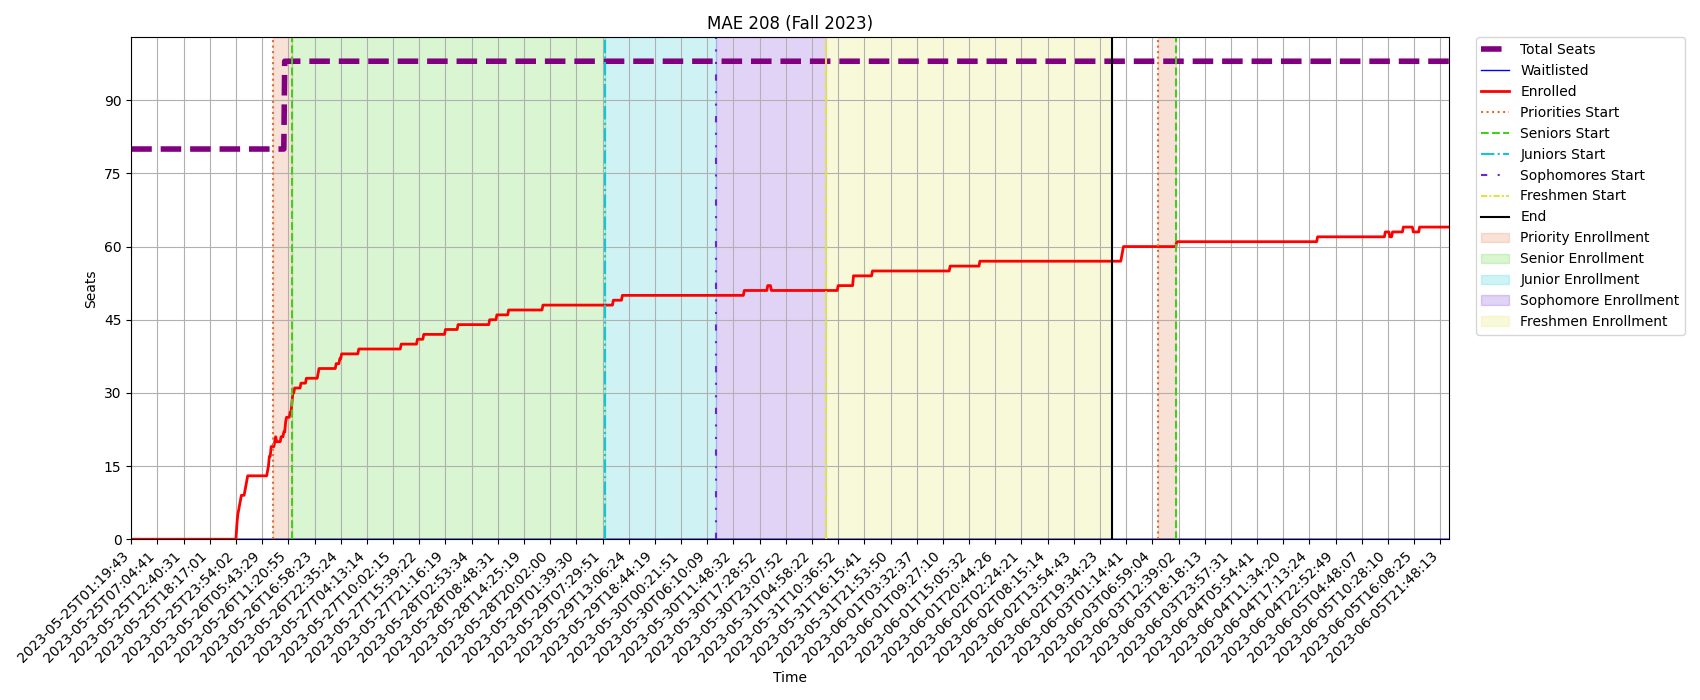 MAE 208 (Fall 2023)
Total Seats
Waitlisted
Enrolled
Priorities Start
Seniors Start
Juniors Start
Sophomores Start
Freshmen Start
End
Priority Enrollment
Senior Enrollment
Junior Enrollment
Sophomore Enrollment
Freshmen Enrollment
Seats
90
75
60
45
30
15
0
2023-05-25T01:19:43
2023-05-25T07:04:41
2023-05-25T12:40:31
2023-05-25T18:17:01
2023-05-25T23:54:02
2023-05-26T05:43:29
2023-05-26T11:20:55
2023-05-26T16:58:23
2023-05-26T22:35:24
2023-05-27T04:13:14
2023-05-27T10:02:15
2023-05-27T15:39:22
2023-05-27T21:16:19
2023-05-28T02:53:34
2023-05-28T08:48:31
2023-05-28T14:25:19
2023-05-28T20:02:00
2023-05-29T01:39:30
2023-05-29T07:29:51
2023-05-29T13:06:24
2023-05-29T18:44:19
2023-05-30T00:21:51
2023-05-30T06:10:09
2023-05-30T11:48:32
2023-05-30T17:28:52
2023-05-30T23:07:52
2023-05-31T04:58:22
2023-05-31T10:36:52
2023-05-31T16:15:41
2023-05-31T21:53:50
2023-06-01T03:32:37
2023-06-01T09:27:10
2023-06-01T15:05:32
2023-06-01T20:44:26
2023-06-02T02:24:21
2023-06-02T08:15:14
2023-06-02T13:54:43
2023-06-02T19:34:23
2023-06-03T01:14:41
2023-06-03T06:59:04
2023-06-03T12:39:02
2023-06-03T18:18:13
2023-06-03T23:57:31
2023-06-04T05:54:41
2023-06-04T11:34:20
2023-06-04T17:13:24
2023-06-04T22:52:49
2023-06-05T04:48:07
2023-06-05T10:28:10
2023-06-05T16:08:25
2023-06-05T21:48:13
Time